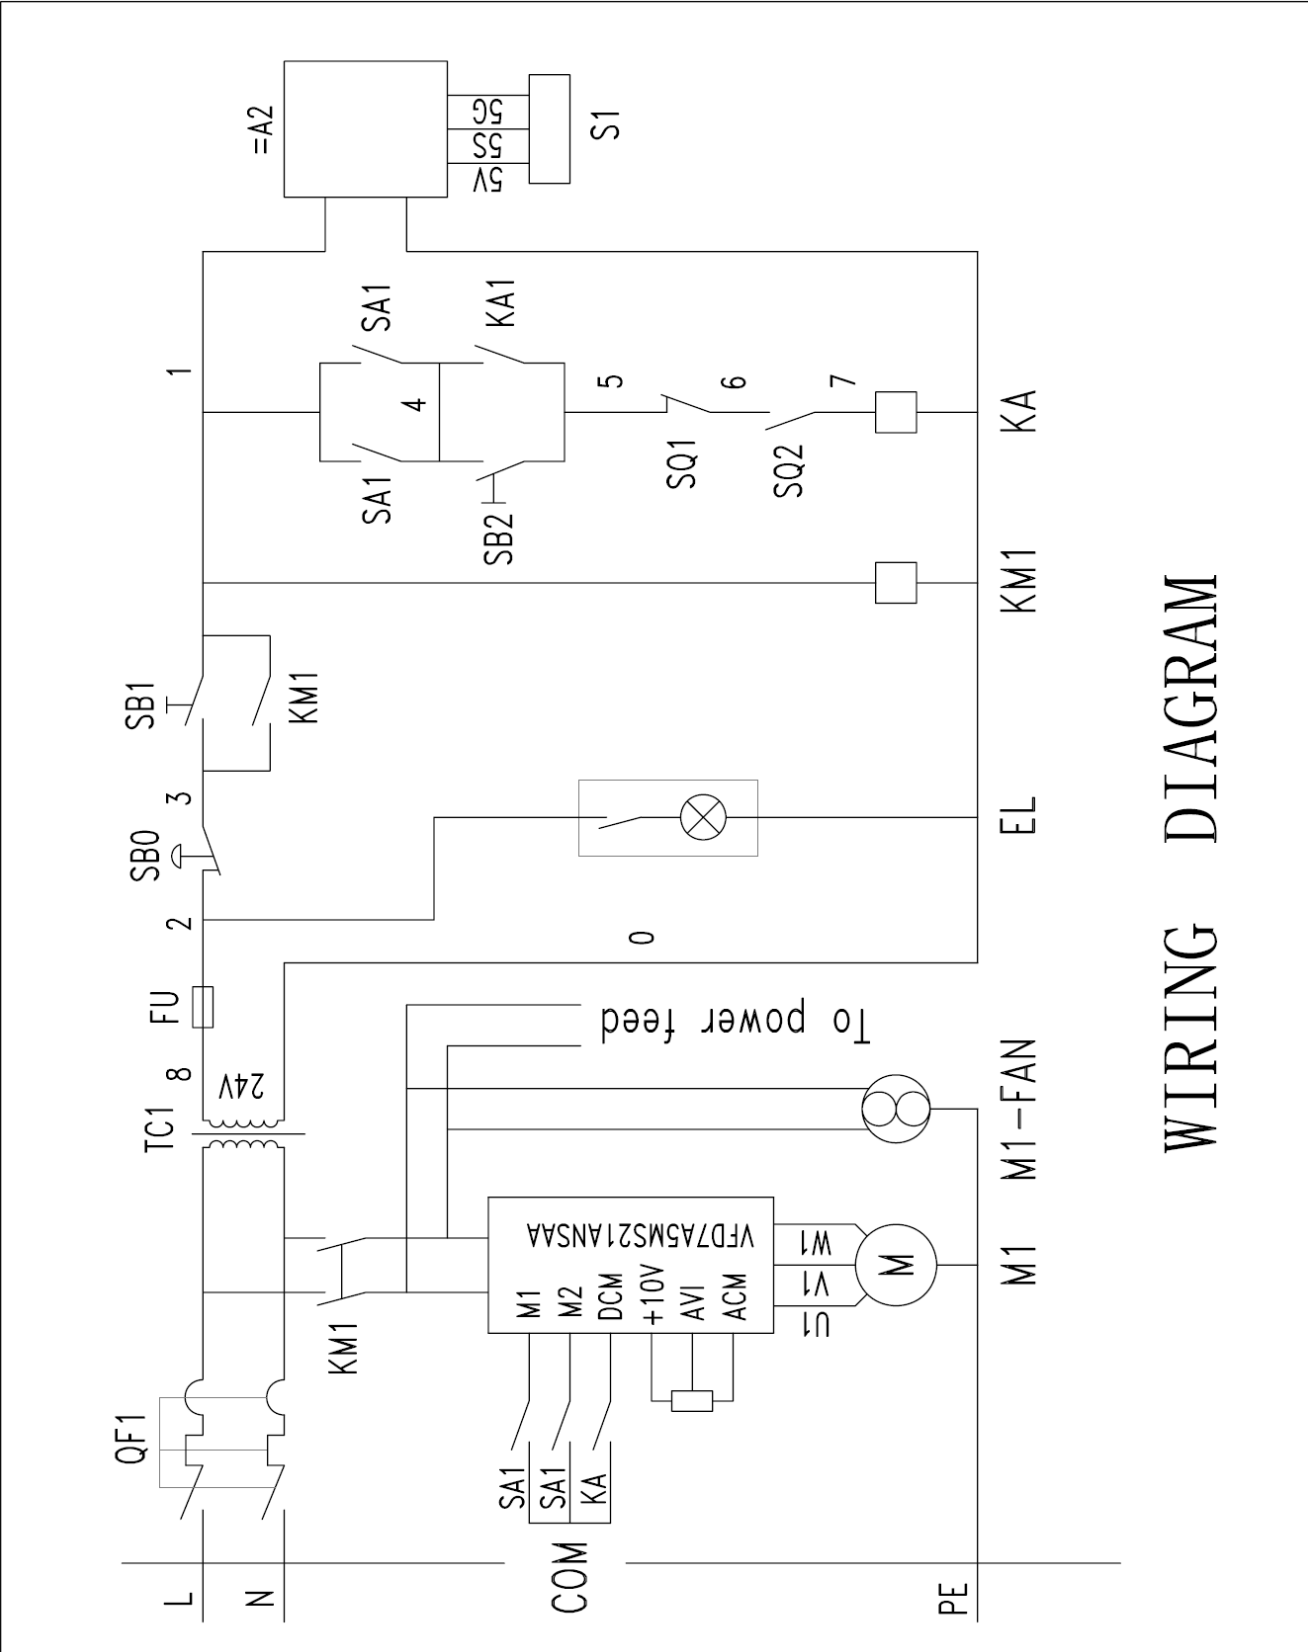 L
N
PE
QF1
KM1
COM
SA1
SA1
KA
M1
M2
DCM
+10V
AVI
ACM
VFD7A5MS21ANSAA
U1
V1
W1
M
M1
M1-FAN
TC1
24V
8
FU
To power feed
0
2
SB0
3
SB1
KM1
EL
KM1
1
SA1
SA1
4
SB2
KA1
5
SQ1
6
SQ2
7
KA
=A2
5V
5S
5G
S1
WIRING DIAGRAM